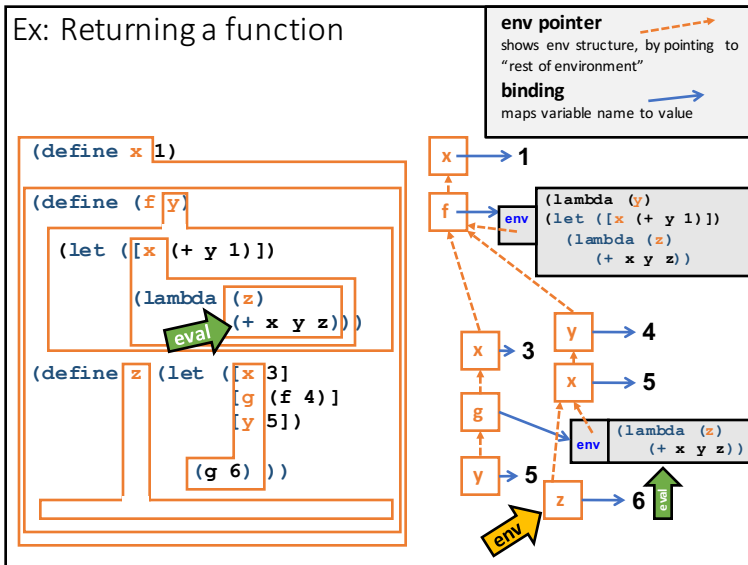 Ex: Returning a function
env pointer
shows env structure, by pointing to
“rest of environment”
binding
maps variable name to value
(define x 1)
(define (f y)
(let ([x (+ y 1)])
(lambda (z)
(+ x y z)))
eval
(define z (let ([x 3]
[g (f 4)]
[y 5])
(g 6) ))
x
1
f
env
(lambda (y)
(let ([x (+ y 1)])
(lambda (z)
(+ x y z))
y
4
x
3
x
5
g
env
(lambda (z)
(+ x y z))
y
5
z
6
eval
env